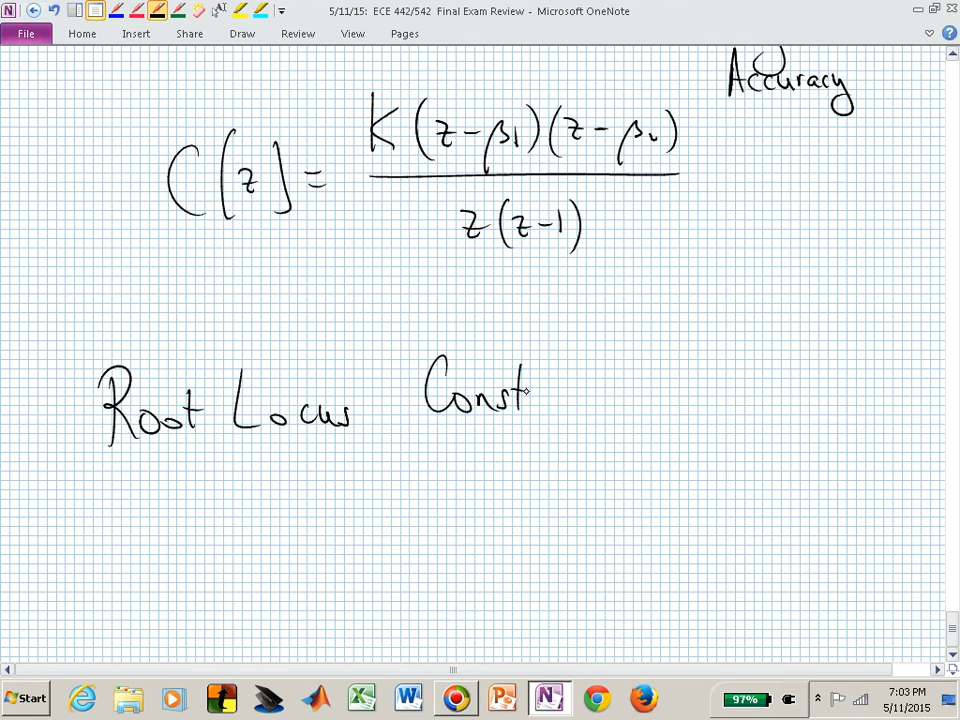 5/11/15: ECE 442/542 Final Exam Review - Microsoft OneNote
File Home Insert Share Draw Review View Pages
Accuracy
C(z) = K(z-β₁)(z-β₂) / z(z-1)
Root Locus Const
Start 97% 7:03 PM
5/11/2015